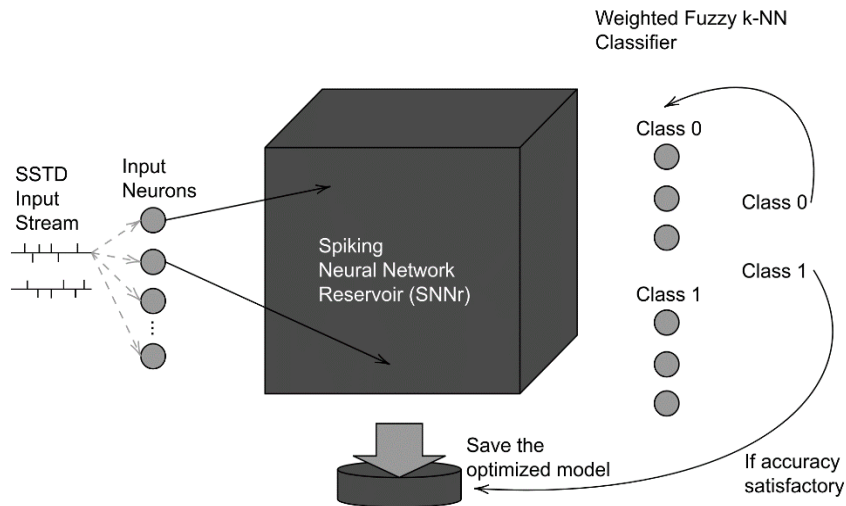 Weighted Fuzzy k-NN
Classifier
SSTD
Input
Stream
Input
Neurons
Spiking
Neural Network
Reservoir (SNNr)
Class 0
Class 0
Class 1
Class 1
Save the
optimized model
If accuracy
satisfactory